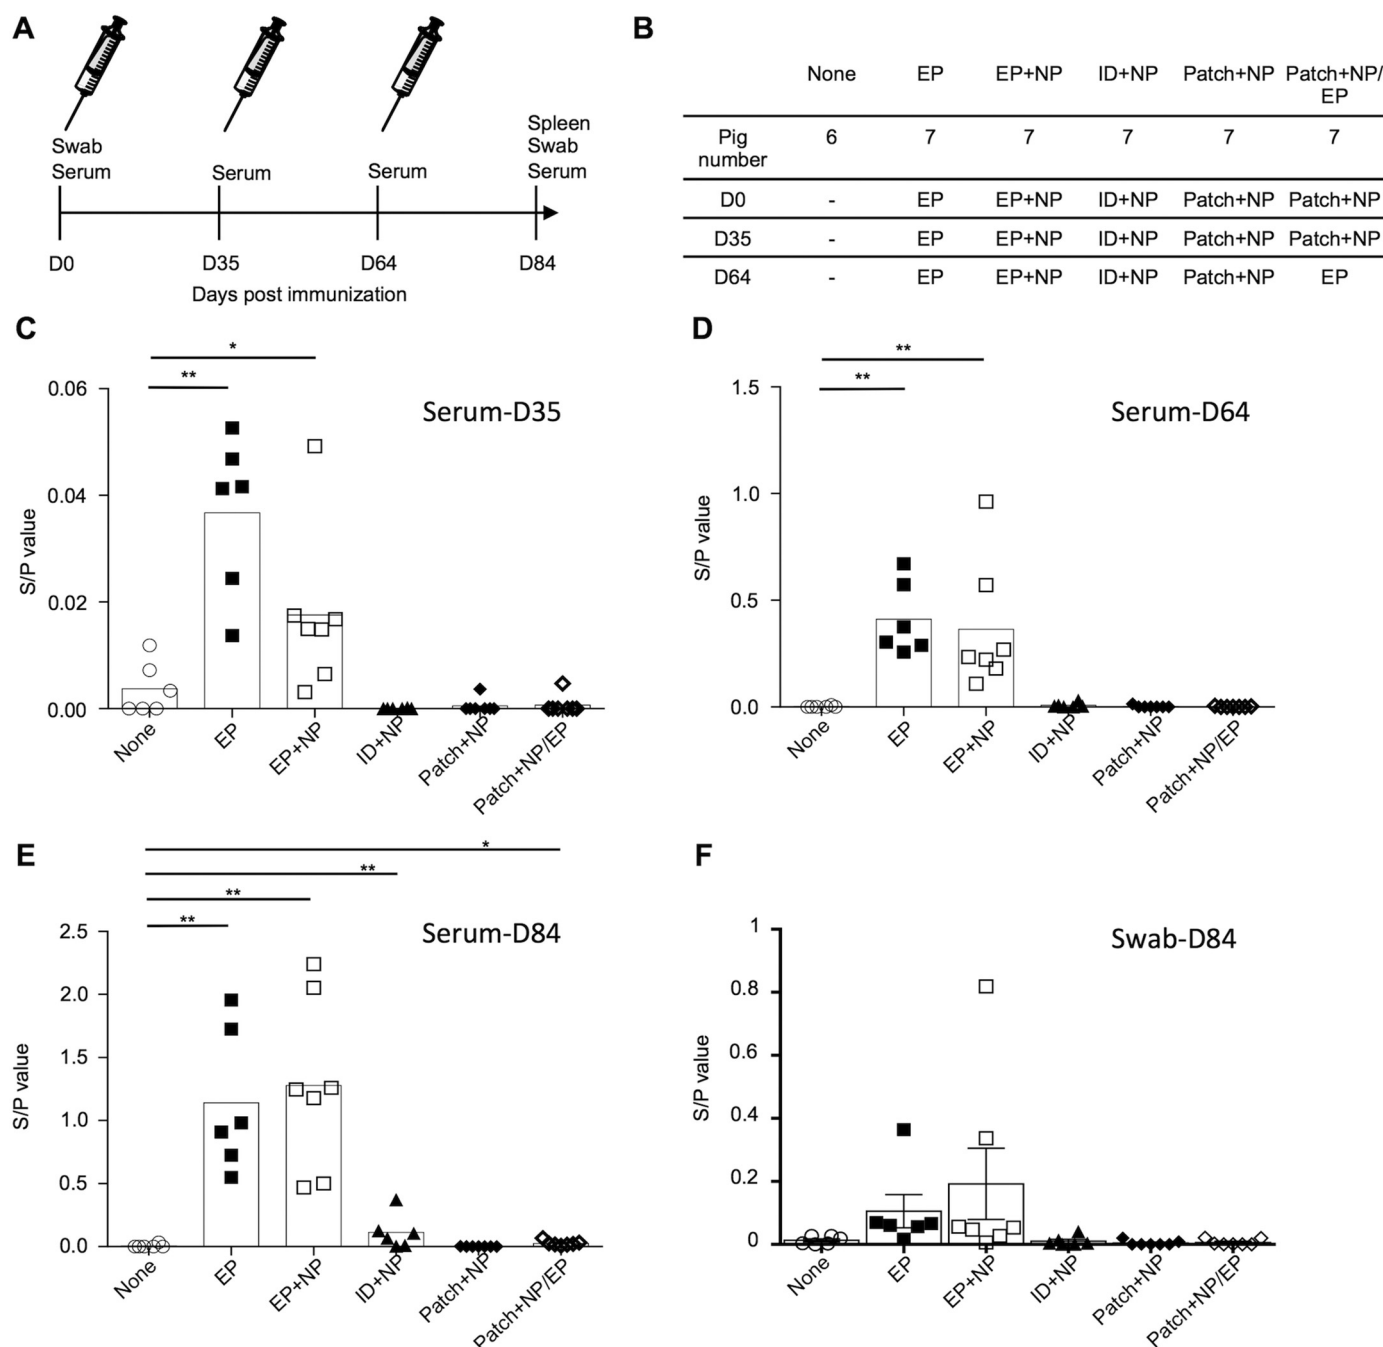 A
Swab
Serum
Serum
Serum
Spleen
Swab
Serum
D0
D35
D64
D84
Days post immunization
B
None
EP
EP+NP
ID+NP
Patch+NP
Patch+NP/
EP
Pig
number
6
7
7
7
7
7
D0
-
EP
EP+NP
ID+NP
Patch+NP
Patch+NP
D35
-
EP
EP+NP
ID+NP
Patch+NP
Patch+NP
D64
-
EP
EP+NP
ID+NP
Patch+NP
EP
C
*
**
Serum-D35
S/P value
0.06
0.04
0.02
0.00
None
EP
EP+NP
ID+NP
Patch+NP
Patch+NP/EP
D
**
**
Serum-D64
S/P value
1.5
1.0
0.5
0.0
None
EP
EP+NP
ID+NP
Patch+NP
Patch+NP/EP
E
*
**
**
**
Serum-D84
S/P value
2.5
2.0
1.5
1.0
0.5
0.0
None
EP
EP+NP
ID+NP
Patch+NP
Patch+NP/EP
F
Swab-D84
S/P value
1
0.8
0.6
0.4
0.2
0
None
EP
EP+NP
ID+NP
Patch+NP
Patch+NP/EP